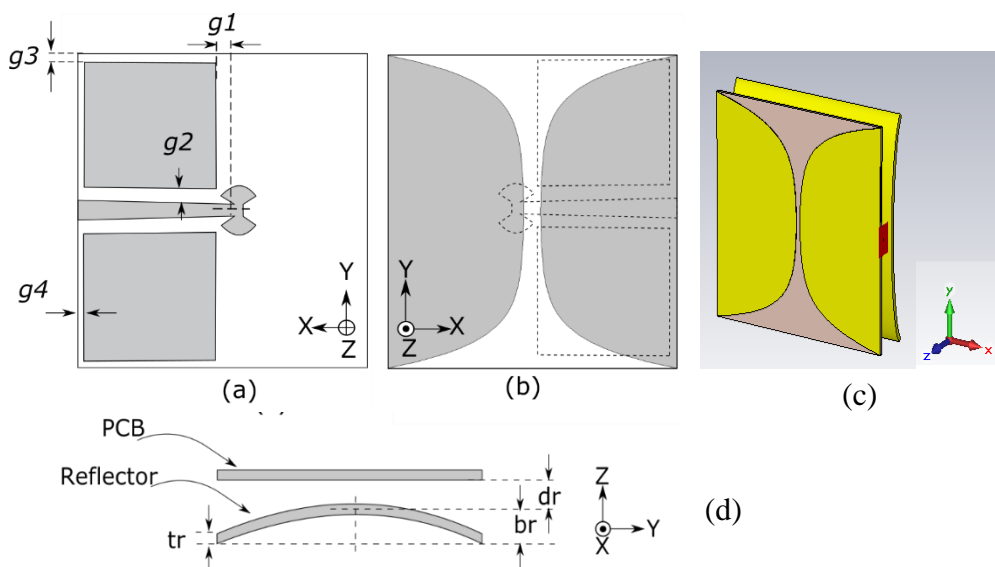 g1
g3
g2
g4
Y
X
Z
(a)
Y
X
Z
(b)
y
z
x
(c)
PCB
Reflector
tr
dr
br
Z
Y
X
(d)